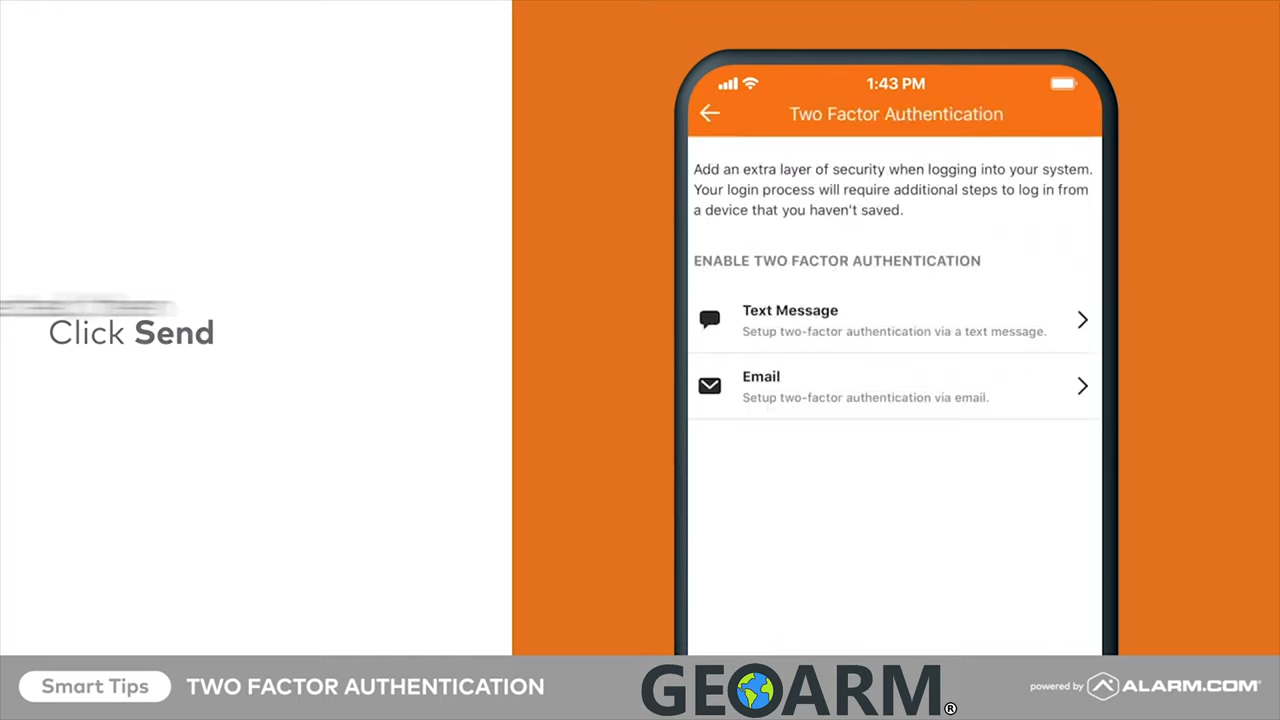 Click Send
1:43 PM
Two Factor Authentication
Add an extra layer of security when logging into your system.
Your login process will require additional steps to log in from
a device that you haven't saved.
ENABLE TWO FACTOR AUTHENTICATION
Text Message
Setup two-factor authentication via a text message.
Email
Setup two-factor authentication via email.
Smart Tips
TWO FACTOR AUTHENTICATION
GEOARM®
powered by ALARM.COM®